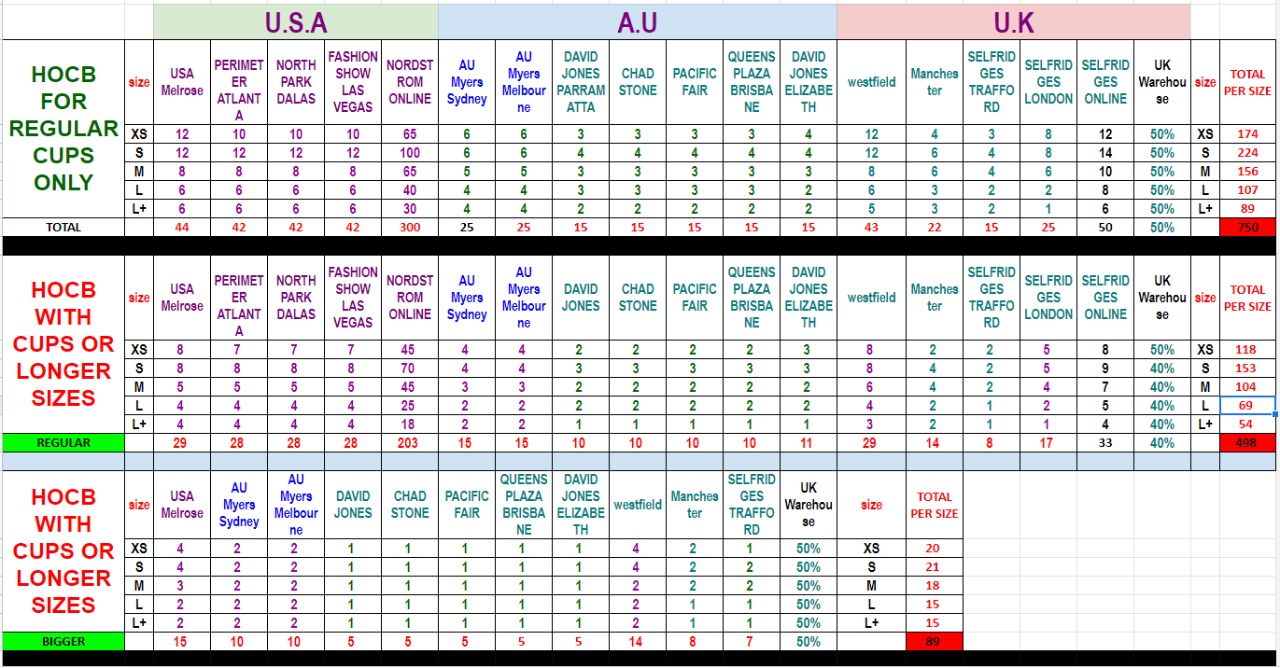 U.S.A A.U U.K
HOCB FOR REGULAR CUPS ONLY size USA Melrose PERIMETER ATLANTA NORTH PARK DALAS FASHION SHOW LAS VEGAS NORDSTROM ONLINE AU Myers Sydney AU Myers Melbourne DAVID JONES PARRAMATTA CHAD STONE PACIFIC FAIR QUEENS PLAZA BRISBANE DAVID JONES ELIZABETH westfield Manchester SELFRIDGES TRAFFORD SELFRIDGES LONDON SELFRIDGES ONLINE UK Warehouse size TOTAL PER SIZE
XS 12 10 10 10 65 6 6 3 3 3 3 4 12 4 3 8 12 50% XS 174
S 12 12 12 12 100 6 6 4 4 4 4 4 12 6 4 8 14 50% S 224
M 8 8 8 8 65 5 5 3 3 3 3 3 8 6 4 6 10 50% M 156
L 6 6 6 6 40 4 4 3 3 3 3 2 6 3 2 2 8 50% L 107
L+ 6 6 6 6 30 4 4 2 2 2 2 2 5 3 2 1 6 50% L+ 89
TOTAL 44 42 42 42 300 25 25 15 15 15 15 15 43 22 15 25 50 50% 750
HOCB WITH CUPS OR LONGER SIZES size USA Melrose PERIMETER ATLANTA NORTH PARK DALAS FASHION SHOW LAS VEGAS NORDSTROM ONLINE AU Myers Sydney AU Myers Melbourne DAVID JONES CHAD STONE PACIFIC FAIR QUEENS PLAZA BRISBANE DAVID JONES ELIZABETH westfield Manchester SELFRIDGES TRAFFORD SELFRIDGES LONDON SELFRIDGES ONLINE UK Warehouse size TOTAL PER SIZE
XS 8 7 7 7 45 4 4 2 2 2 2 3 8 2 2 5 8 50% XS 118
S 8 8 8 8 70 4 4 3 3 3 3 3 8 4 2 5 9 40% S 153
M 5 5 5 5 45 3 3 2 2 2 2 2 6 4 2 4 7 40% M 104
L 4 4 4 4 25 2 2 2 2 2 2 2 4 2 1 2 5 40% L 69
L+ 4 4 4 4 18 2 2 1 1 1 1 1 3 2 1 1 4 40% L+ 54
REGULAR 29 28 28 28 203 15 15 10 10 10 10 11 29 14 8 17 33 40% 498
HOCB WITH CUPS OR LONGER SIZES size USA Melrose AU Myers Sydney AU Myers Melbourne DAVID JONES CHAD STONE PACIFIC FAIR QUEENS PLAZA BRISBANE DAVID JONES ELIZABETH westfield Manchester SELFRIDGES TRAFFORD UK Warehouse size TOTAL PER SIZE
XS 4 2 2 1 1 1 1 1 4 2 1 50% XS 20
S 4 2 2 1 1 1 1 1 4 2 2 50% S 21
M 3 2 2 1 1 1 1 1 2 2 2 50% M 18
L 2 2 2 1 1 1 1 1 2 1 1 50% L 15
L+ 2 2 2 1 1 1 1 1 2 1 1 50% L+ 15
BIGGER 15 10 10 5 5 5 5 5 14 8 7 50% 89